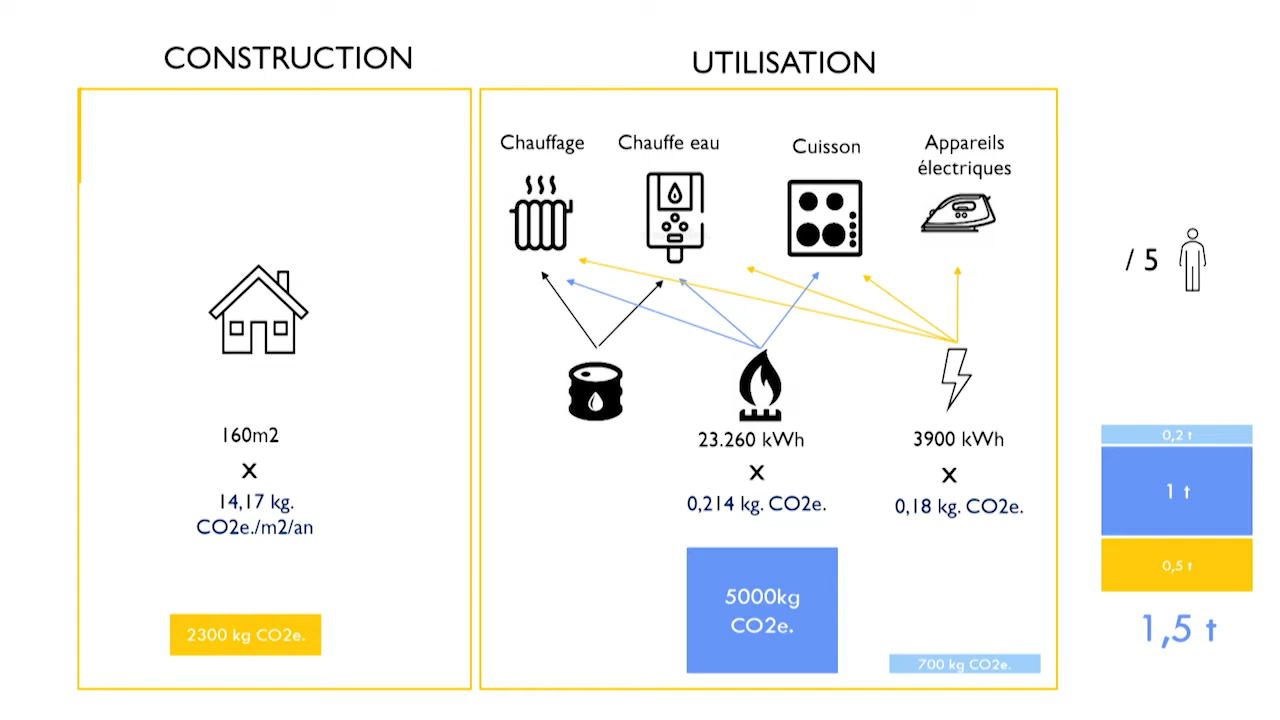 CONSTRUCTION
160m2
x
14,17 kg.
CO2e./m2/an
2300 kg CO2e.
UTILISATION
Chauffage
Chauffe eau
Cuisson
Appareils
électriques
23.260 kWh
x
0,214 kg. CO2e.
5000kg
CO2e.
3900 kWh
x
0,18 kg. CO2e.
700 kg CO2e.
/ 5
0,2 t
1 t
0,5 t
1,5 t